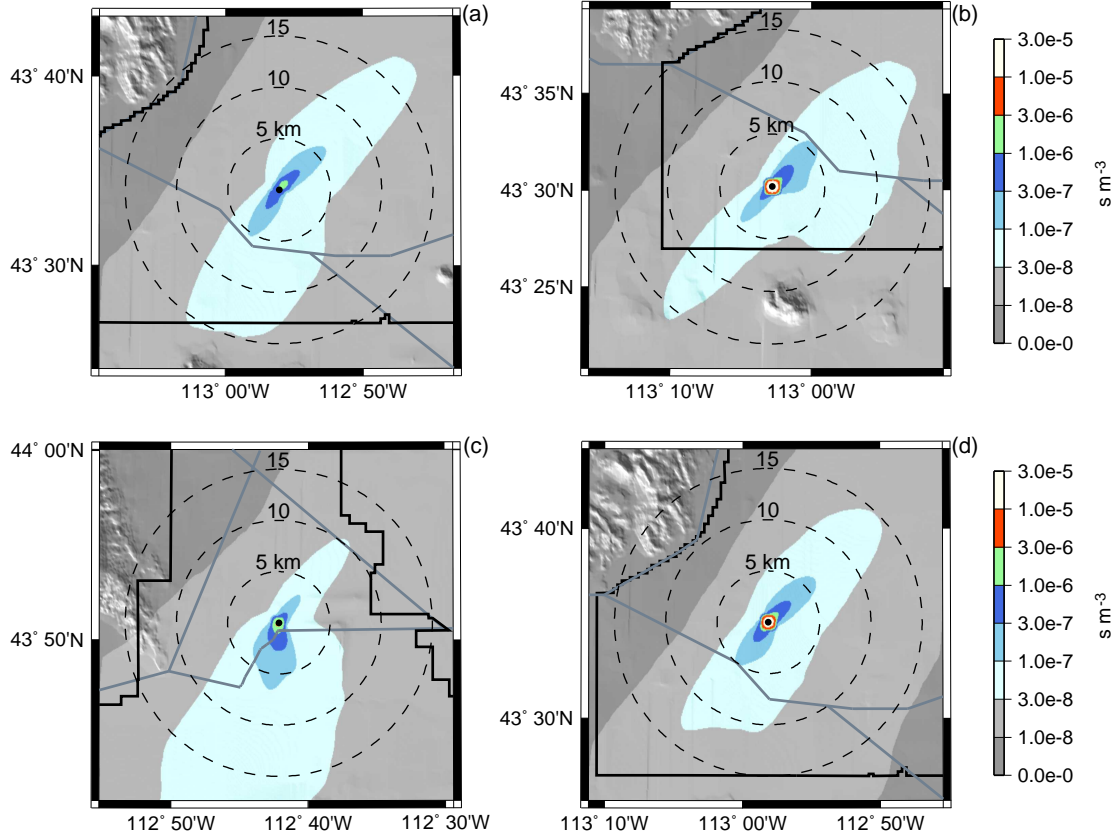 (a)
15
10
5 km
43° 40'N
43° 30'N
113° 00'W
112° 50'W
(b)
15
10
5 km
43° 35'N
43° 30'N
43° 25'N
113° 10'W
113° 00'W
3.0e-5
1.0e-5
3.0e-6
1.0e-6
3.0e-7
1.0e-7
3.0e-8
1.0e-8
0.0e-0
s m-3
(c)
15
10
5 km
44° 00'N
43° 50'N
112° 50'W
112° 40'W
112° 30'W
(d)
15
10
5 km
43° 40'N
43° 30'N
113° 10'W
113° 00'W
112° 50'W
3.0e-5
1.0e-5
3.0e-6
1.0e-6
3.0e-7
1.0e-7
3.0e-8
1.0e-8
0.0e-0
s m-3